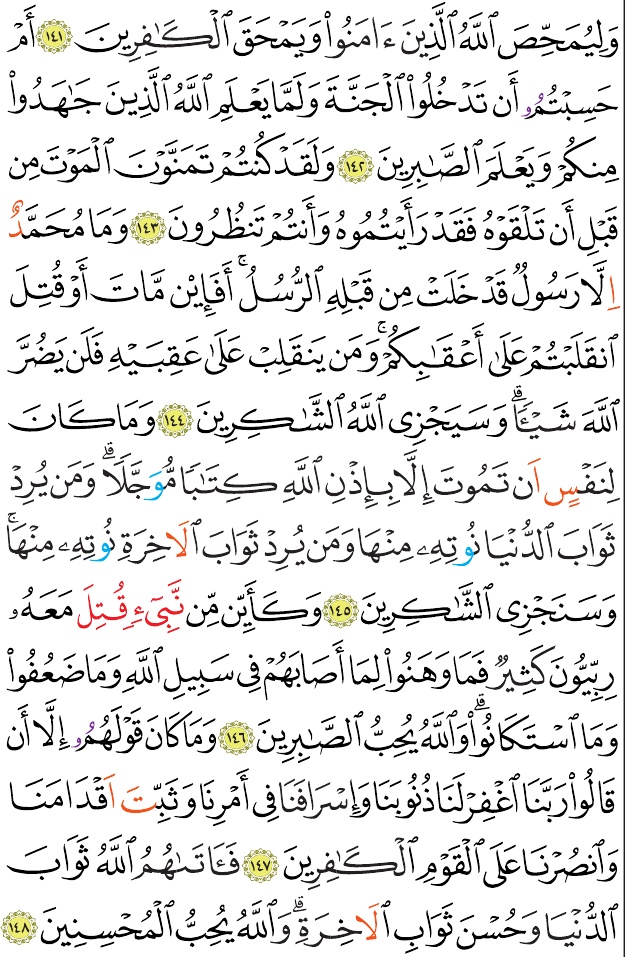 وَلِيُمَحِّصَ ٱللَّهُ ٱلَّذِينَ ءَامَنُواْ وَيَمْحَقَ ٱلْكَٰفِرِينَ ١٤١ أَمْ
حَسِبْتُمُۥ أَن تَدْخُلُواْ ٱلْجَنَّةَ وَلَمَّا يَعْلَمِ ٱللَّهُ ٱلَّذِينَ جَٰهَدُواْ
مِنكُمْ وَيَعْلَمَ ٱلصَّٰبِرِينَ ١٤٢ وَلَقَدْ كُنتُمْ تَمَنَّوْنَ ٱلْمَوْتَ مِن
قَبْلِ أَن تَلْقَوْهُ فَقَدْ رَأَيْتُمُوهُ وَأَنتُمْ تَنظُرُونَ ١٤٣ وَمَا مُحَمَّدٌ
اِلَّا رَسُولٌ قَدْ خَلَتْ مِن قَبْلِهِ ٱلرُّسُلُۚ أَفَإِيْن مَّاتَ أَوْ قُتِلَ
ٱنقَلَبْتُمْ عَلَىٰ أَعْقَٰبِكُمْۚ وَمَن يَنقَلِبْ عَلَىٰ عَقِبَيْهِ فَلَن يَضُرَّ
ٱللَّهَ شَيْـًٔاۗ وَسَيَجْزِي ٱللَّهُ ٱلشَّٰكِرِينَ ١٤٤ وَمَا كَانَ
لِنَفْسٍ اَن تَمُوتَ إِلَّا بِإِذْنِ ٱللَّهِ كِتَٰبًا مُّوَجَّلًاۗ وَمَن يُرِدْ
ثَوَابَ ٱلدُّنْيَا نُوتِهِۦ مِنْهَا وَمَن يُرِدْ ثَوَابَ ٱلَاخِرَةِ نُوتِهِۦ مِنْهَاۚ
وَسَنَجْزِي ٱلشَّٰكِرِينَ ١٤٥ وَكَأَيِّن مِّن نَّبِيٓءٍ قُتِلَ مَعَهُۥ
رِبِّيُّونَ كَثِيرٌ فَمَا وَهَنُواْ لِمَا أَصَابَهُمْ فِي سَبِيلِ ٱللَّهِ وَمَا ضَعُفُواْ
وَمَا ٱسْتَكَانُواْۗ وَٱللَّهُ يُحِبُّ ٱلصَّٰبِرِينَ ١٤٦ وَمَا كَانَ قَوْلَهُمُۥ إِلَّا أَن
قَالُواْ رَبَّنَا ٱغْفِرْ لَنَا ذُنُوبَنَا وَإِسْرَافَنَا فِي أَمْرِنَا وَثَبِّتَ اَقْدَامَنَا
وَٱنصُرْنَا عَلَى ٱلْقَوْمِ ٱلْكَٰفِرِينَ ١٤٧ فَـَٔاتَىٰهُمُ ٱللَّهُ ثَوَابَ
ٱلدُّنْيَا وَحُسْنَ ثَوَابِ ٱلَاخِرَةِۗ وَٱللَّهُ يُحِبُّ ٱلْمُحْسِنِينَ ١٤٨